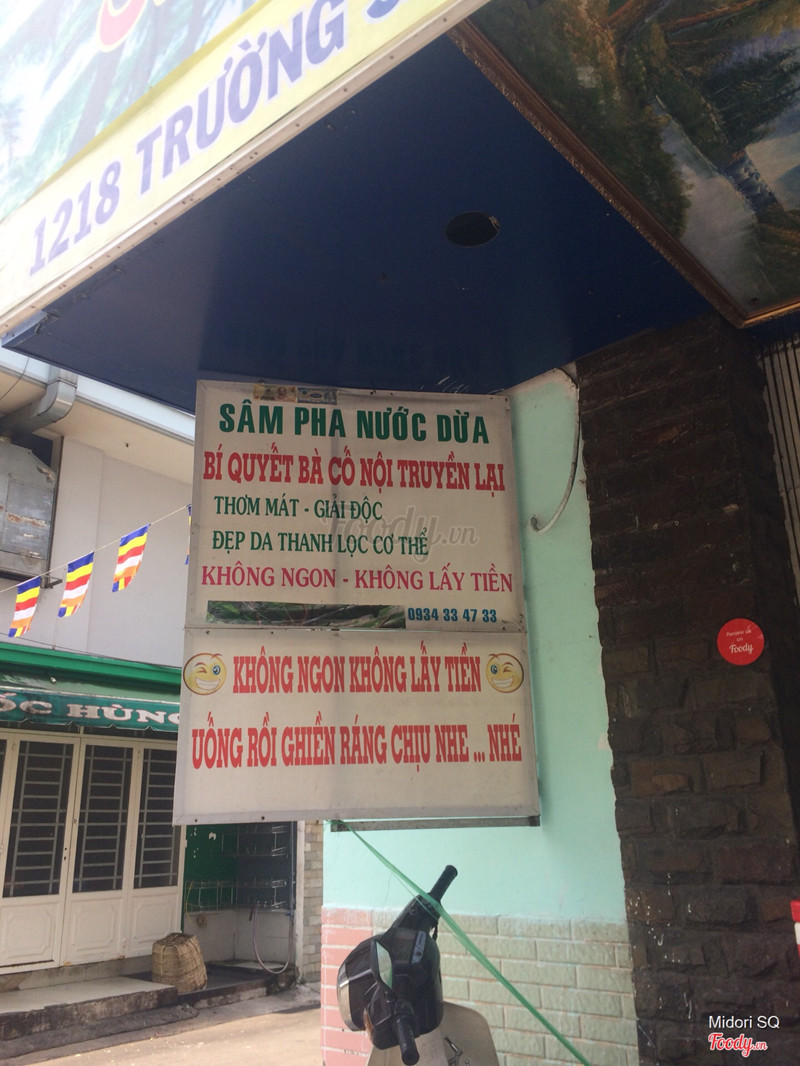 1218 TRƯỜNG
SÂM PHA NƯỚC DỪA
BÍ QUYẾT BÀ CỐ NỘI TRUYỀN LẠI
THƠM MÁT - GIẢI ĐỘC
ĐẸP DA THANH LỌC CƠ THỂ
KHÔNG NGON - KHÔNG LẤY TIỀN
0934 33 47 33
KHÔNG NGON KHÔNG LẤY TIỀN
UỐNG RỒI GHIỀN RÁNG CHỊU NHE ... NHÉ
Foody.vn
ỐC HÙNG
Foody
Midori SQ
Foody.vn